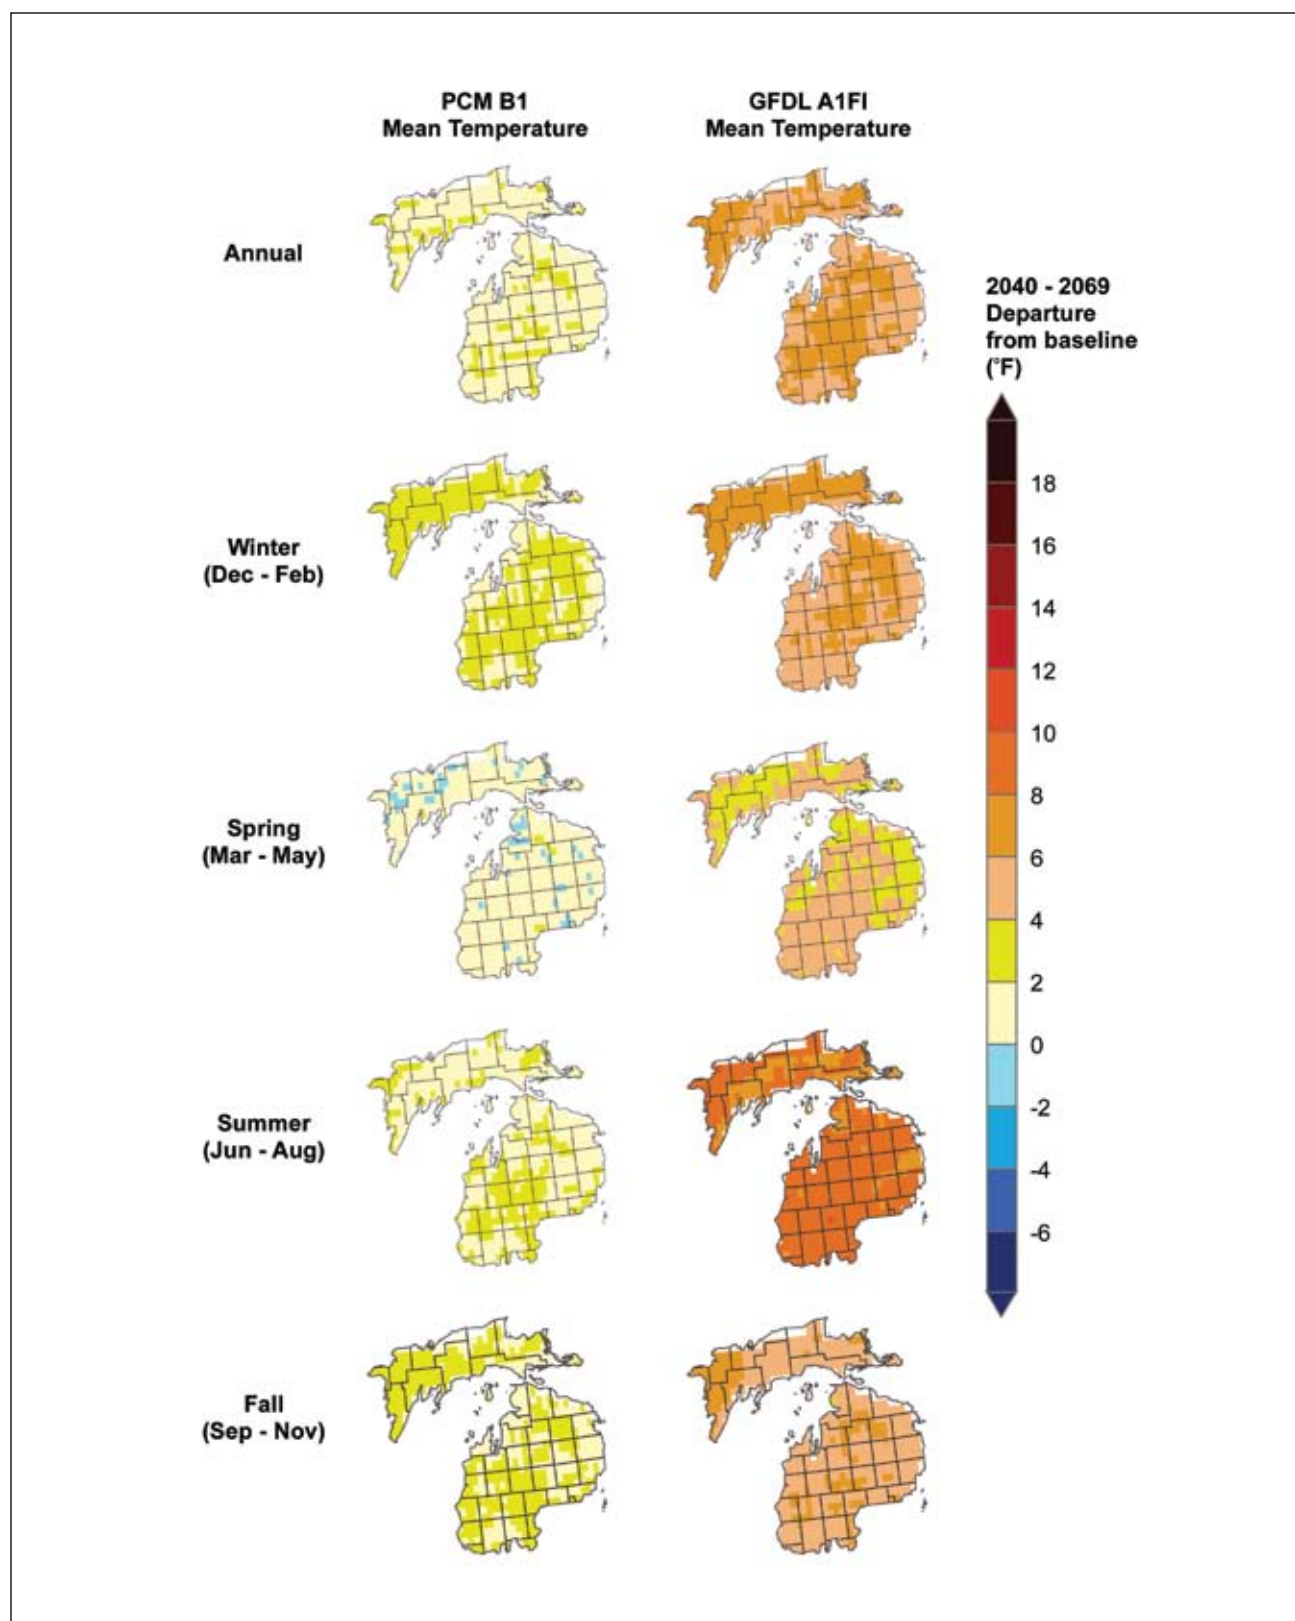 PCM B1
Mean Temperature
GFDL A1FI
Mean Temperature
Annual
2040 - 2069
Departure
from baseline
(°F)
Winter
(Dec - Feb)
Spring
(Mar - May)
Summer
(Jun - Aug)
Fall
(Sep - Nov)
18
16
14
12
10
8
6
4
2
0
-2
-4
-6